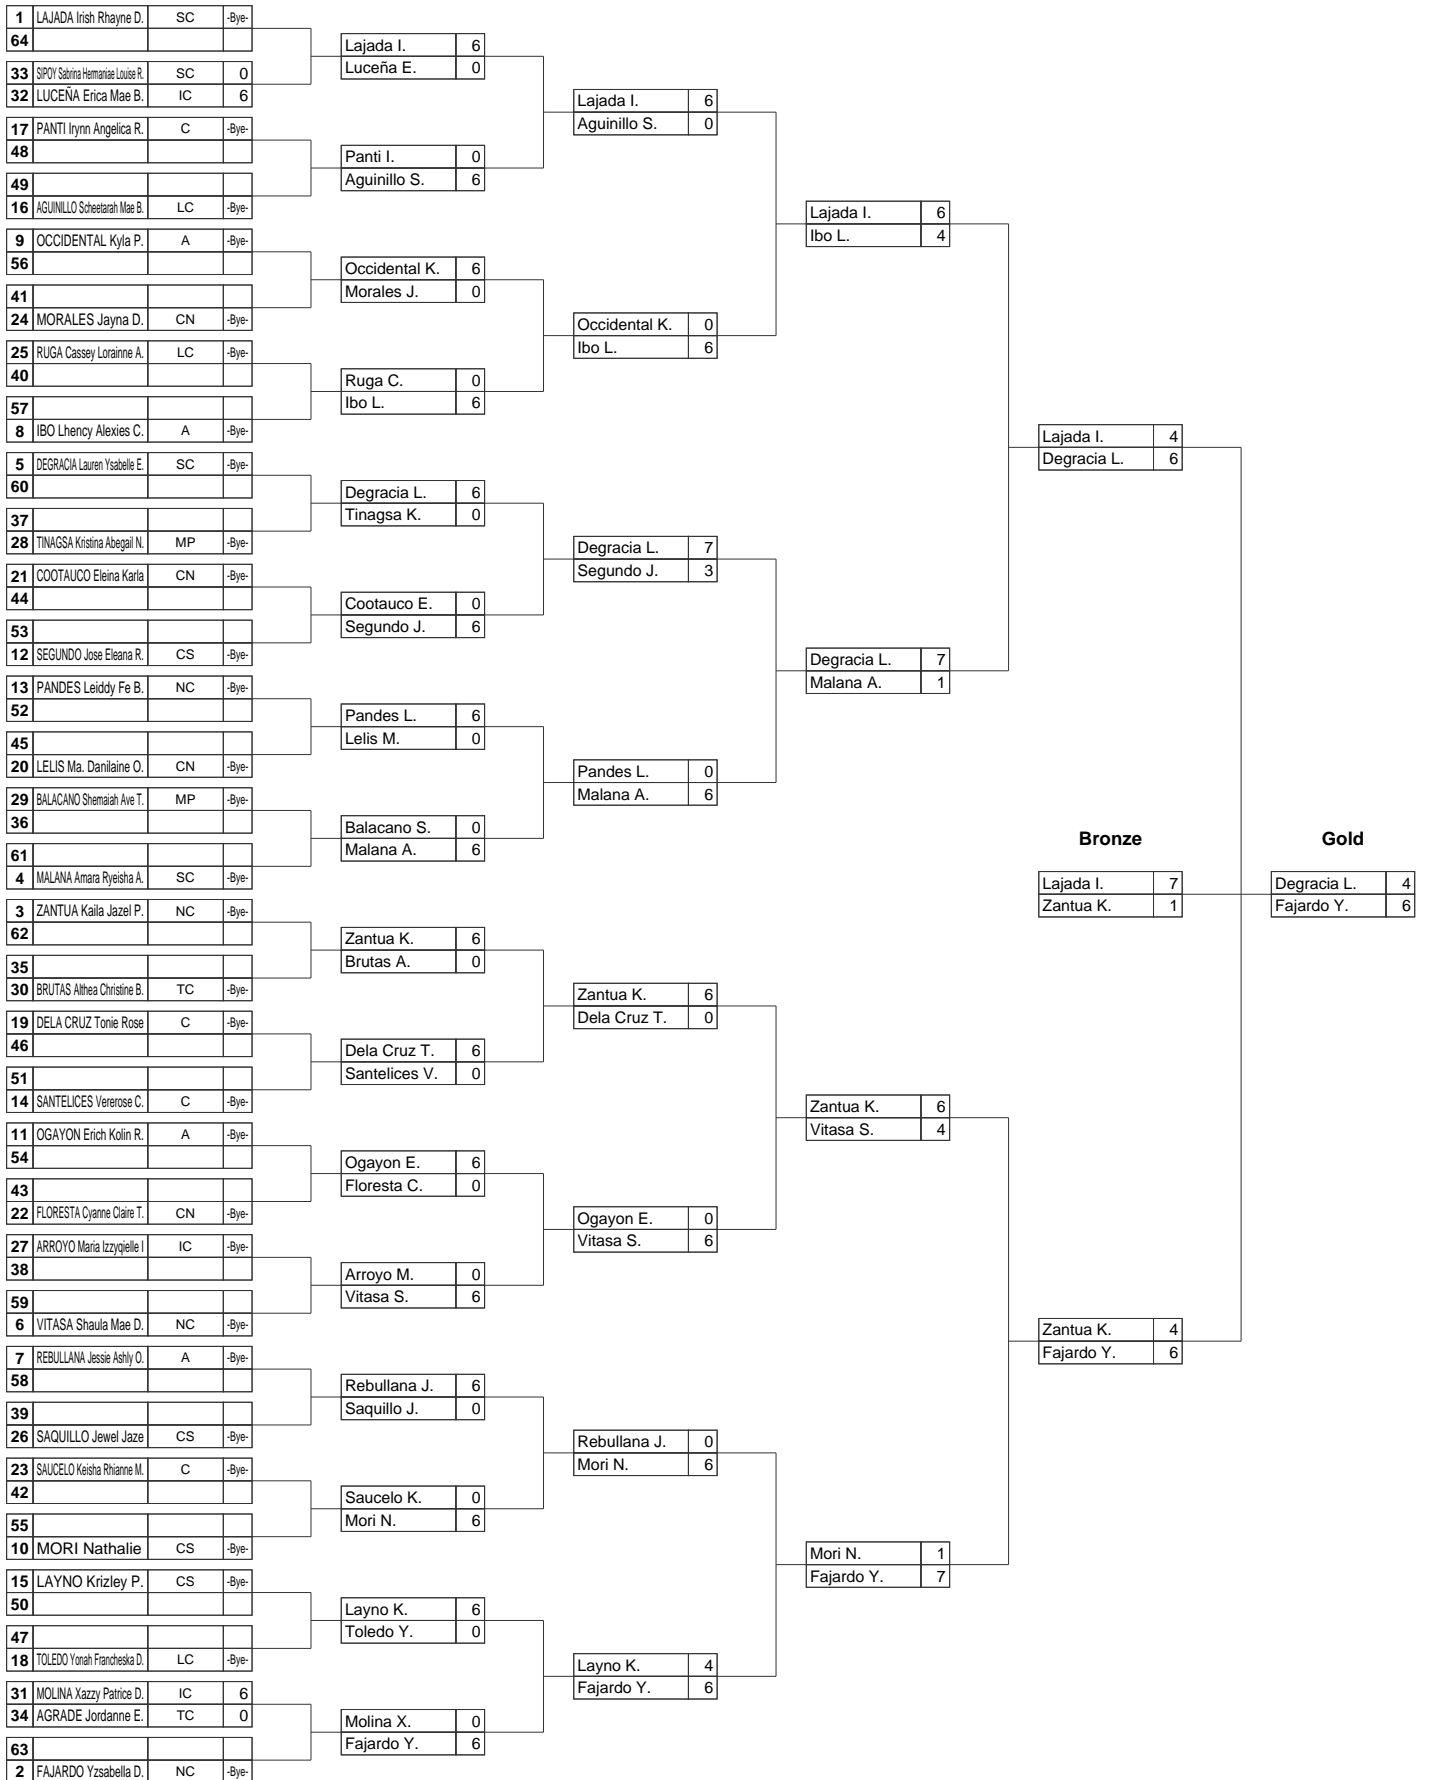 1 LAJADA Irish Rhayne D. SC -Bye-
64
33 SIPOY Sabrina Hermaniae Louise R. SC 0
32 LUCEÑA Erica Mae B. IC 6
17 PANTI Irynn Angelica R. C -Bye-
48
49
16 AGUINILLO Scheetarah Mae B. LC -Bye-
9 OCCIDENTAL Kyla P. A -Bye-
56
41
24 MORALES Jayna D. CN -Bye-
25 RUGA Cassey Lorainne A. LC -Bye-
40
57
8 IBO Lhency Alexies C. A -Bye-
5 DEGRACIA Lauren Ysabelle E. SC -Bye-
60
37
28 TINAGSA Kristina Abegail N. MP -Bye-
21 COOTAUCO Eleina Karla CN -Bye-
44
53
12 SEGUNDO Jose Eleana R. CS -Bye-
13 PANDES Leiddy Fe B. NC -Bye-
52
45
20 LELIS Ma. Danilaine O. CN -Bye-
29 BALACANO Shemaiah Ave T. MP -Bye-
36
61
4 MALANA Amara Ryeisha A. SC -Bye-
3 ZANTUA Kaila Jazel P. NC -Bye-
62
35
30 BRUTAS Althea Christine B. TC -Bye-
19 DELA CRUZ Tonie Rose C -Bye-
46
51
14 SANTELICES Vererose C. C -Bye-
11 OGAYON Erich Kolin R. A -Bye-
54
43
22 FLORESTA Cyanne Claire T. CN -Bye-
27 ARROYO Maria Izzyqielle I IC -Bye-
38
59
6 VITASA Shaula Mae D. NC -Bye-
7 REBULLANA Jessie Ashly O. A -Bye-
58
39
26 SAQUILLO Jewel Jaze CS -Bye-
23 SAUCELO Keisha Rhianne M. C -Bye-
42
55
10 MORI Nathalie CS -Bye-
15 LAYNO Krizley P. CS -Bye-
50
47
18 TOLEDO Yonah Francheska D. LC -Bye-
31 MOLINA Xazzy Patrice D. IC 6
34 AGRADE Jordanne E. TC 0
63
2 FAJARDO Yzsabella D. NC -Bye-
Lajada I. 6
Luceña E. 0
Panti I. 0
Aguinillo S. 6
Occidental K. 6
Morales J. 0
Ruga C. 0
Ibo L. 6
Degracia L. 6
Tinagsa K. 0
Cootauco E. 0
Segundo J. 6
Pandes L. 6
Lelis M. 0
Balacano S. 0
Malana A. 6
Zantua K. 6
Brutas A. 0
Dela Cruz T. 6
Santelices V. 0
Ogayon E. 6
Floresta C. 0
Arroyo M. 0
Vitasa S. 6
Rebullana J. 6
Saquillo J. 0
Saucelo K. 0
Mori N. 6
Layno K. 6
Toledo Y. 0
Molina X. 0
Fajardo Y. 6
Lajada I. 6
Aguinillo S. 0
Occidental K. 0
Ibo L. 6
Degracia L. 7
Segundo J. 3
Pandes L. 0
Malana A. 6
Zantua K. 6
Dela Cruz T. 0
Ogayon E. 0
Vitasa S. 6
Rebullana J. 0
Mori N. 6
Layno K. 4
Fajardo Y. 6
Lajada I. 6
Ibo L. 4
Degracia L. 7
Malana A. 1
Zantua K. 6
Vitasa S. 4
Mori N. 1
Fajardo Y. 7
Lajada I. 4
Degracia L. 6
Zantua K. 4
Fajardo Y. 6
Bronze
Lajada I. 7
Zantua K. 1
Gold
Degracia L. 4
Fajardo Y. 6